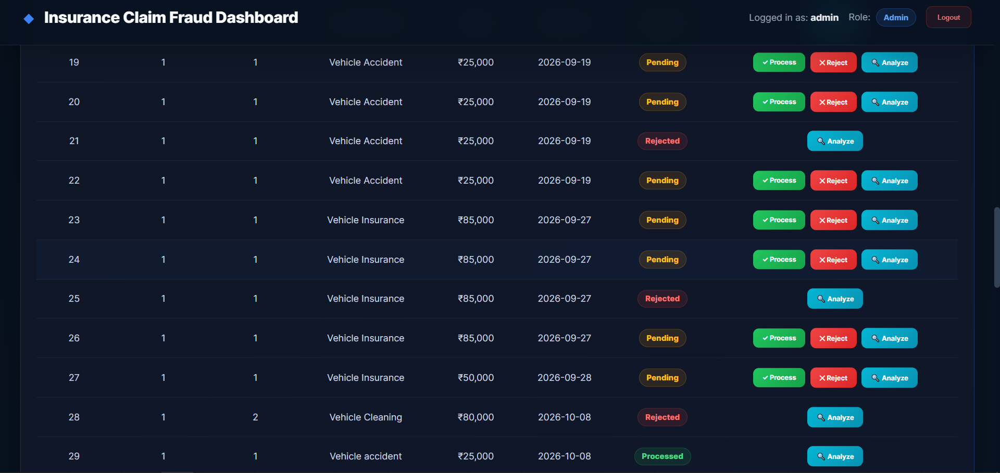 Insurance Claim Fraud Dashboard
Logged in as: admin Role: Admin Logout
19 1 1 Vehicle Accident ₹25,000 2026-09-19 Pending ✓ Process ✕ Reject 🔍 Analyze
20 1 1 Vehicle Accident ₹25,000 2026-09-19 Pending ✓ Process ✕ Reject 🔍 Analyze
21 1 1 Vehicle Accident ₹25,000 2026-09-19 Rejected 🔍 Analyze
22 1 1 Vehicle Accident ₹25,000 2026-09-19 Pending ✓ Process ✕ Reject 🔍 Analyze
23 1 1 Vehicle Insurance ₹85,000 2026-09-27 Pending ✓ Process ✕ Reject 🔍 Analyze
24 1 1 Vehicle Insurance ₹85,000 2026-09-27 Pending ✓ Process ✕ Reject 🔍 Analyze
25 1 1 Vehicle Insurance ₹85,000 2026-09-27 Rejected 🔍 Analyze
26 1 1 Vehicle Insurance ₹85,000 2026-09-27 Pending ✓ Process ✕ Reject 🔍 Analyze
27 1 1 Vehicle Insurance ₹50,000 2026-09-28 Pending ✓ Process ✕ Reject 🔍 Analyze
28 1 2 Vehicle Cleaning ₹80,000 2026-10-08 Rejected 🔍 Analyze
29 1 1 Vehicle accident ₹25,000 2026-10-08 Processed 🔍 Analyze